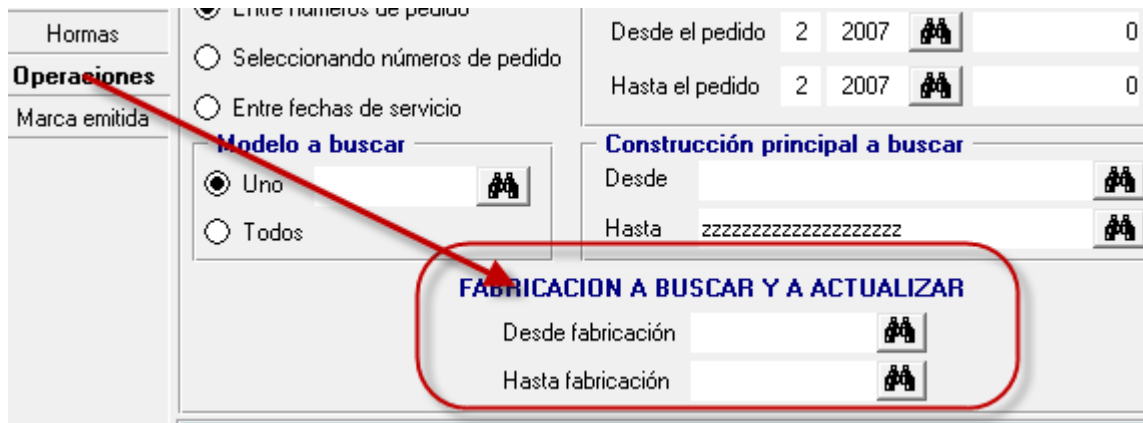 Hormas
Operaciones
Marca emitida
Entre números de pedido
Seleccionando números de pedido
Entre fechas de servicio
Desde el pedido 2 2007 0
Hasta el pedido 2 2007 0
Modelo a buscar
Uno
Todos
Construcción principal a buscar
Desde
Hasta zzzzzzzzzzzzzzzzzzzz
FABRICACION A BUSCAR Y A ACTUALIZAR
Desde fabricación
Hasta fabricación